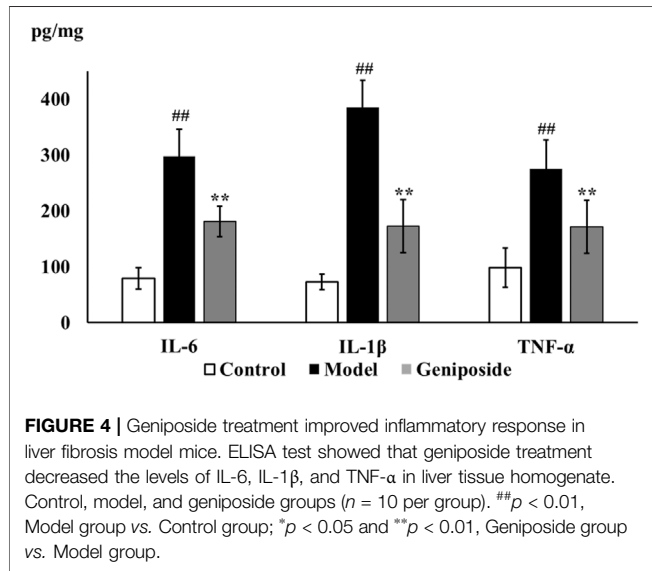 pg/mg
400
300
200
100
0
##
**
##
**
##
**
IL-6 IL-1β TNF-α
Control Model Geniposide
FIGURE 4 | Geniposide treatment improved inflammatory response in
liver fibrosis model mice. ELISA test showed that geniposide treatment
decreased the levels of IL-6, IL-1β, and TNF-α in liver tissue homogenate.
Control, model, and geniposide groups (n = 10 per group). ##p < 0.01,
Model group vs. Control group; *p < 0.05 and **p < 0.01, Geniposide group
vs. Model group.